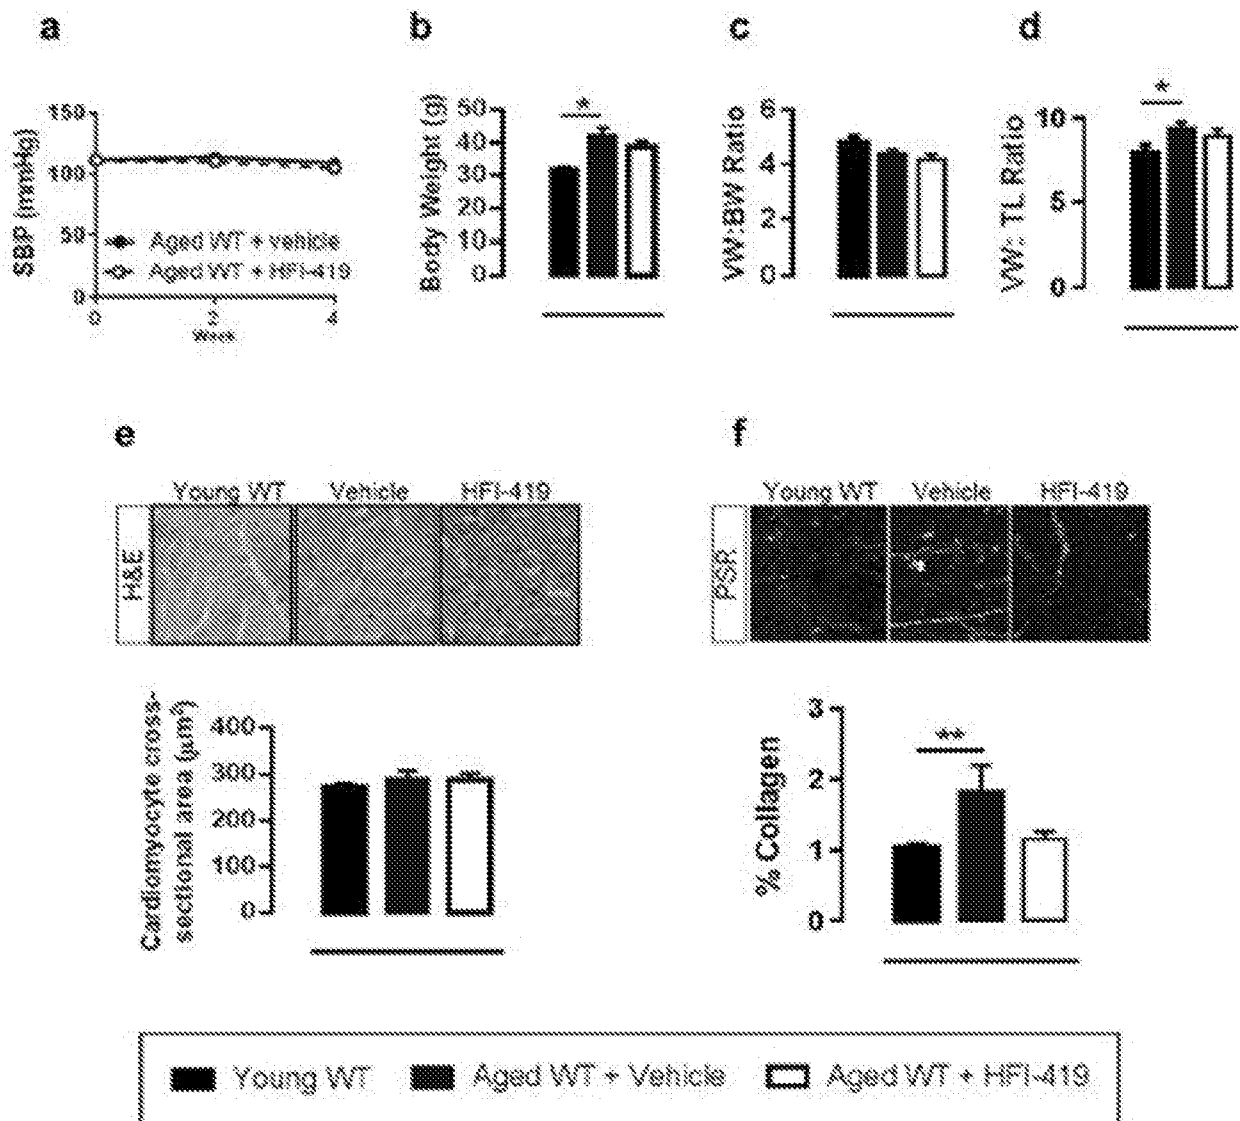 a
SBP (mmHg)
150
100
50
0
Aged WT + vehicle
Aged WT + HFI-419
0
2
4
Week
b
Body Weight (g)
50
40
30
20
10
0
*
c
VW:BW Ratio
6
4
2
0
d
VW: TL Ratio
10
5
0
*
e
Young WT
Vehicle
HFI-419
H&E
Cardiomyocyte cross-
sectional area (µm²)
400
300
200
100
0
f
Young WT
Vehicle
HFI-419
PSR
% Collagen
3
2
1
0
**
Young WT
Aged WT + Vehicle
Aged WT + HFI-419